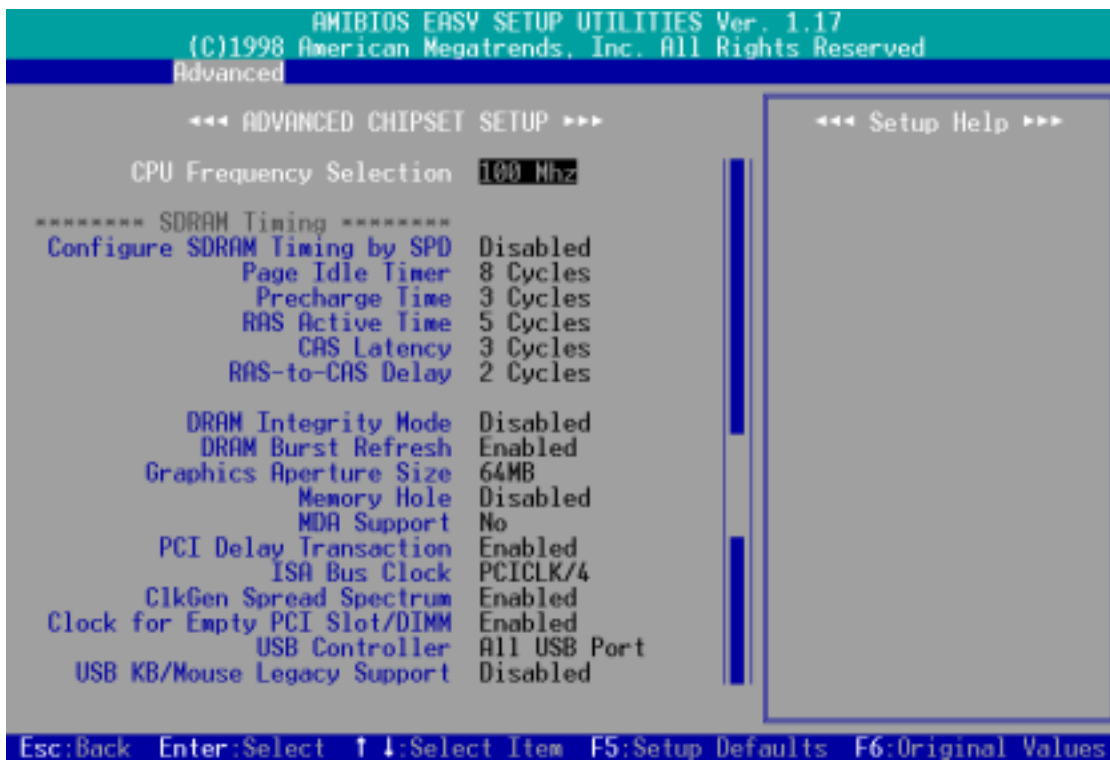 AMIBIOS EASY SETUP UTILITIES Ver. 1.17
(C)1998 American Megatrends, Inc. All Rights Reserved
Advanced
◄◄◄ ADVANCED CHIPSET SETUP ►►►
CPU Frequency Selection 100 Mhz
******** SDRAM Timing ********
Configure SDRAM Timing by SPD Disabled
Page Idle Timer 8 Cycles
Precharge Time 3 Cycles
RAS Active Time 5 Cycles
CAS Latency 3 Cycles
RAS-to-CAS Delay 2 Cycles
DRAM Integrity Mode Disabled
DRAM Burst Refresh Enabled
Graphics Aperture Size 64MB
Memory Hole Disabled
MDA Support No
PCI Delay Transaction Enabled
ISA Bus Clock PCICLK/4
ClkGen Spread Spectrum Enabled
Clock for Empty PCI Slot/DIMM Enabled
USB Controller All USB Port
USB KB/Mouse Legacy Support Disabled
◄◄◄ Setup Help ►►►
Esc:Back Enter:Select ↑ ↓:Select Item F5:Setup Defaults F6:Original Values